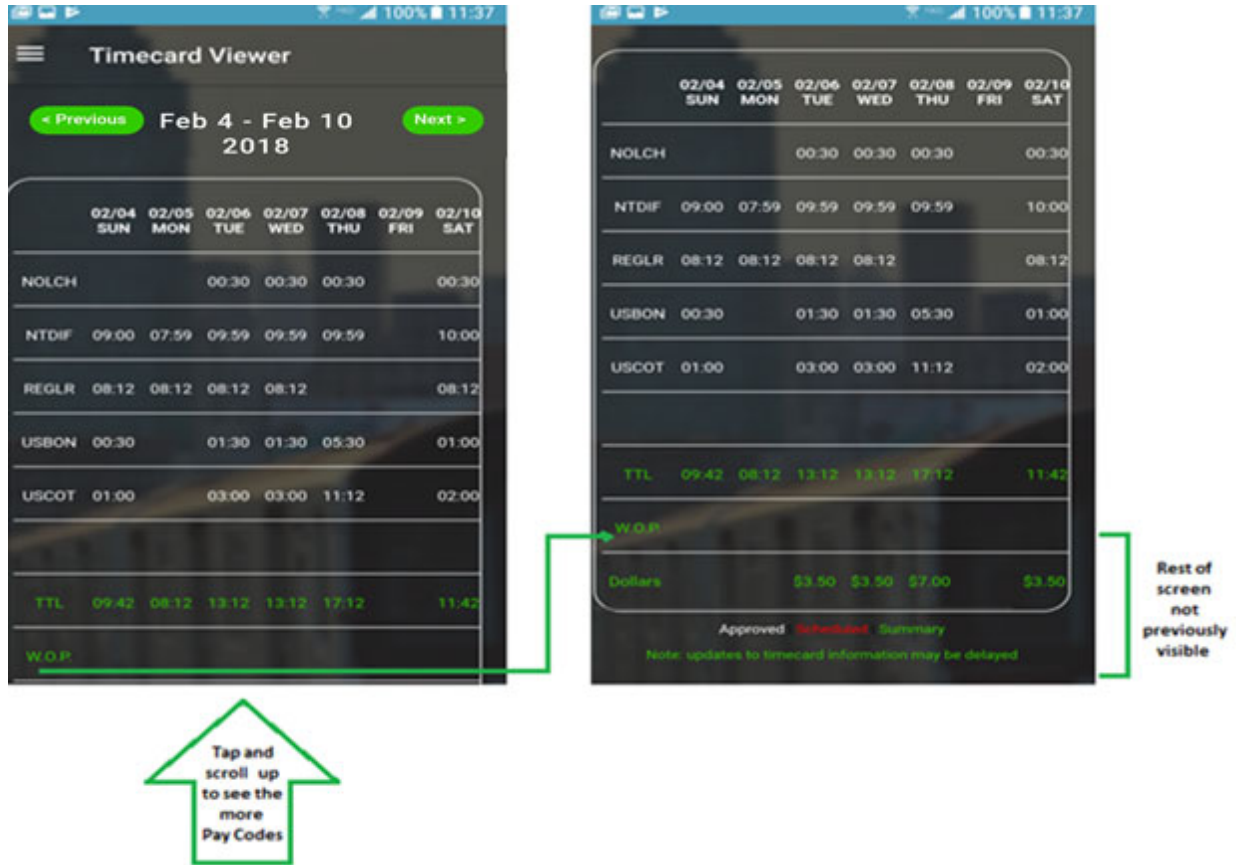 100% 11:37
Timecard Viewer
< Previous Feb 4 - Feb 10 Next >
2018
02/04 02/05 02/06 02/07 02/08 02/09 02/10
SUN MON TUE WED THU FRI SAT
NOLCH 00:30 00:30 00:30 00:30
NTDIF 09:00 07:59 09:59 09:59 09:59 10:00
REGLR 08:12 08:12 08:12 08:12 08:12
USBON 00:30 01:30 01:30 05:30 01:00
USCOT 01:00 03:00 03:00 11:12 02:00
TTL 09:42 08:12 13:12 13:12 17:12 11:42
W.O.P.
Tap and
scroll up
to see the
more
Pay Codes
100% 11:37
02/04 02/05 02/06 02/07 02/08 02/09 02/10
SUN MON TUE WED THU FRI SAT
NOLCH 00:30 00:30 00:30 00:30
NTDIF 09:00 07:59 09:59 09:59 09:59 10:00
REGLR 08:12 08:12 08:12 08:12 08:12
USBON 00:30 01:30 01:30 05:30 01:00
USCOT 01:00 03:00 03:00 11:12 02:00
TTL 09:42 08:12 13:12 13:12 17:12 11:42
W.O.P.
Dollars $3.50 $3.50 $7.00 $3.50
Approved Scheduled Summary
Note: updates to timecard information may be delayed
Rest of
screen
not
previously
visible